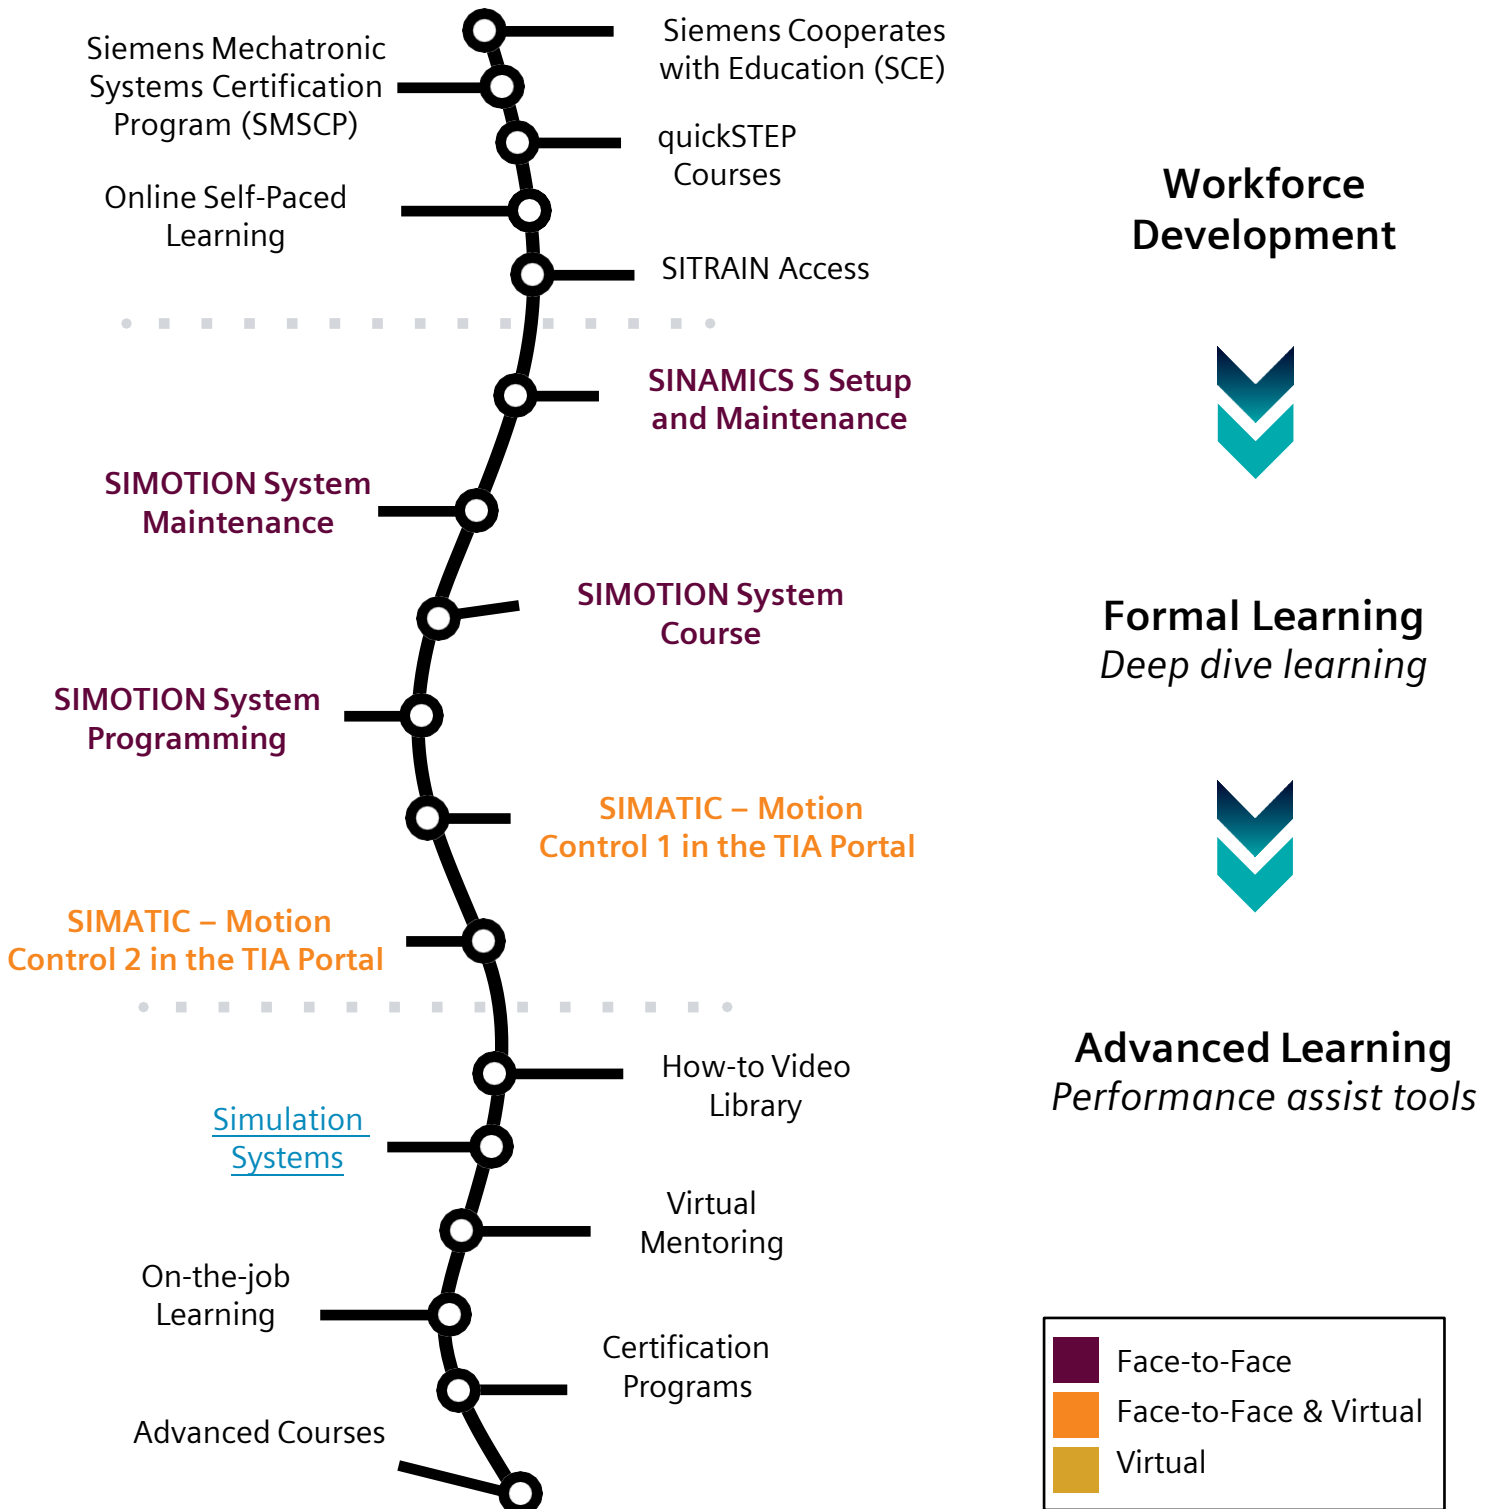 Siemens Cooperates
with Education (SCE)
Siemens Mechatronic
Systems Certification
Program (SMSCP)
quickSTEP
Courses
Online Self-Paced
Learning
SITRAIN Access
Workforce
Development
SINAMICS S Setup
and Maintenance
SIMOTION System
Maintenance
SIMOTION System
Course
SIMOTION System
Programming
SIMATIC – Motion
Control 1 in the TIA Portal
SIMATIC – Motion
Control 2 in the TIA Portal
Formal Learning
Deep dive learning
How-to Video
Library
Simulation
Systems
Virtual
Mentoring
On-the-job
Learning
Certification
Programs
Advanced Courses
Advanced Learning
Performance assist tools
Face-to-Face
Face-to-Face & Virtual
Virtual